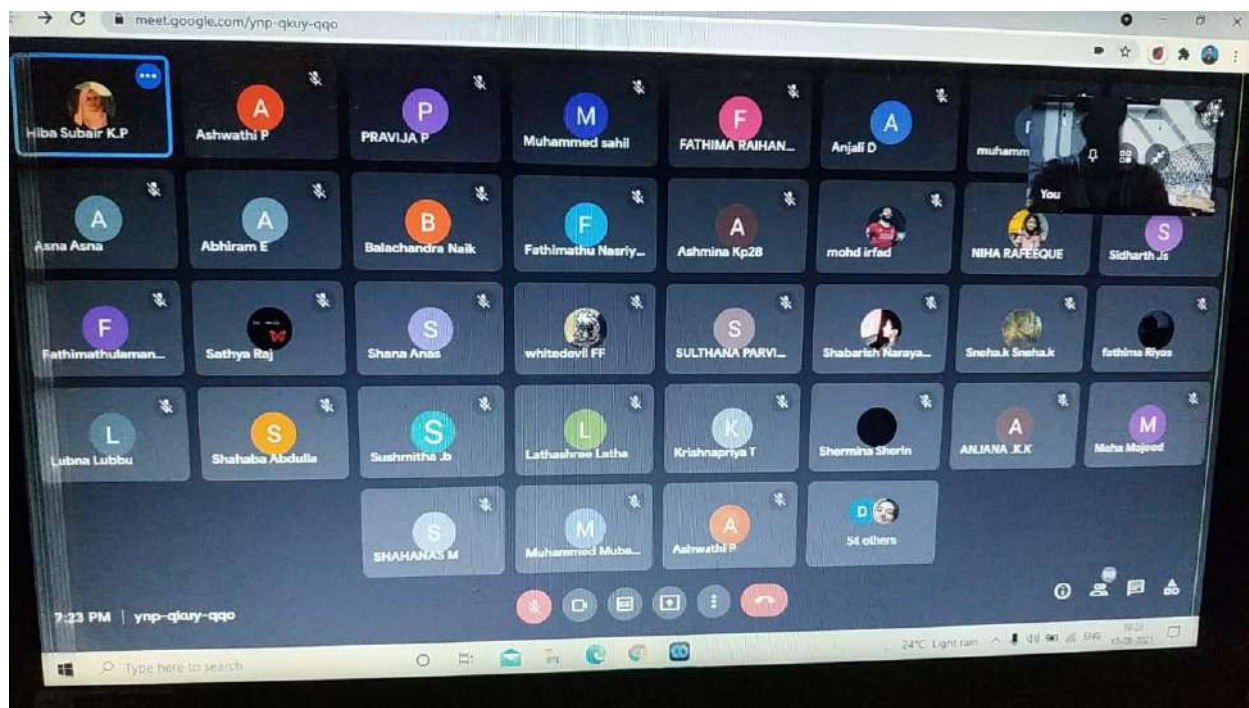 meet.google.com/ynp-qkuy-qqo
Hiba Subair K.P
A
Ashwathi P
P
PRAVIJA P
M
Muhammed sahil
F
FATHIMA RAIHAN...
A
Anjali D
muhamm
You
A
Asna Asna
A
Abhiram E
B
Balachandra Naik
F
Fathimathu Nasriy...
A
Ashmina Kp28
mohd irfad
NIHA RAFEEQUE
S
Sidharth Js
F
Fathimathulaman...
Sathya Raj
S
Shana Anas
whitedevil FF
S
SULTHANA PARVI...
Shabarish Naraya...
Sneha.k Sneha.k
fathima Riyas
L
Lubna Lubbu
S
Shahaba Abdulla
S
Sushmitha .b
L
Lathashree Latha
K
Krishnapriya T
Shermina Sherin
A
ANJANA .K.K
M
Meha Majeed
S
SHAHANAS M
M
Muhammed Muba...
A
Ashwathi P
D
54 others
7:23 PM | ynp-qkuy-qqo
Type here to search
24°C Light rain
ENG